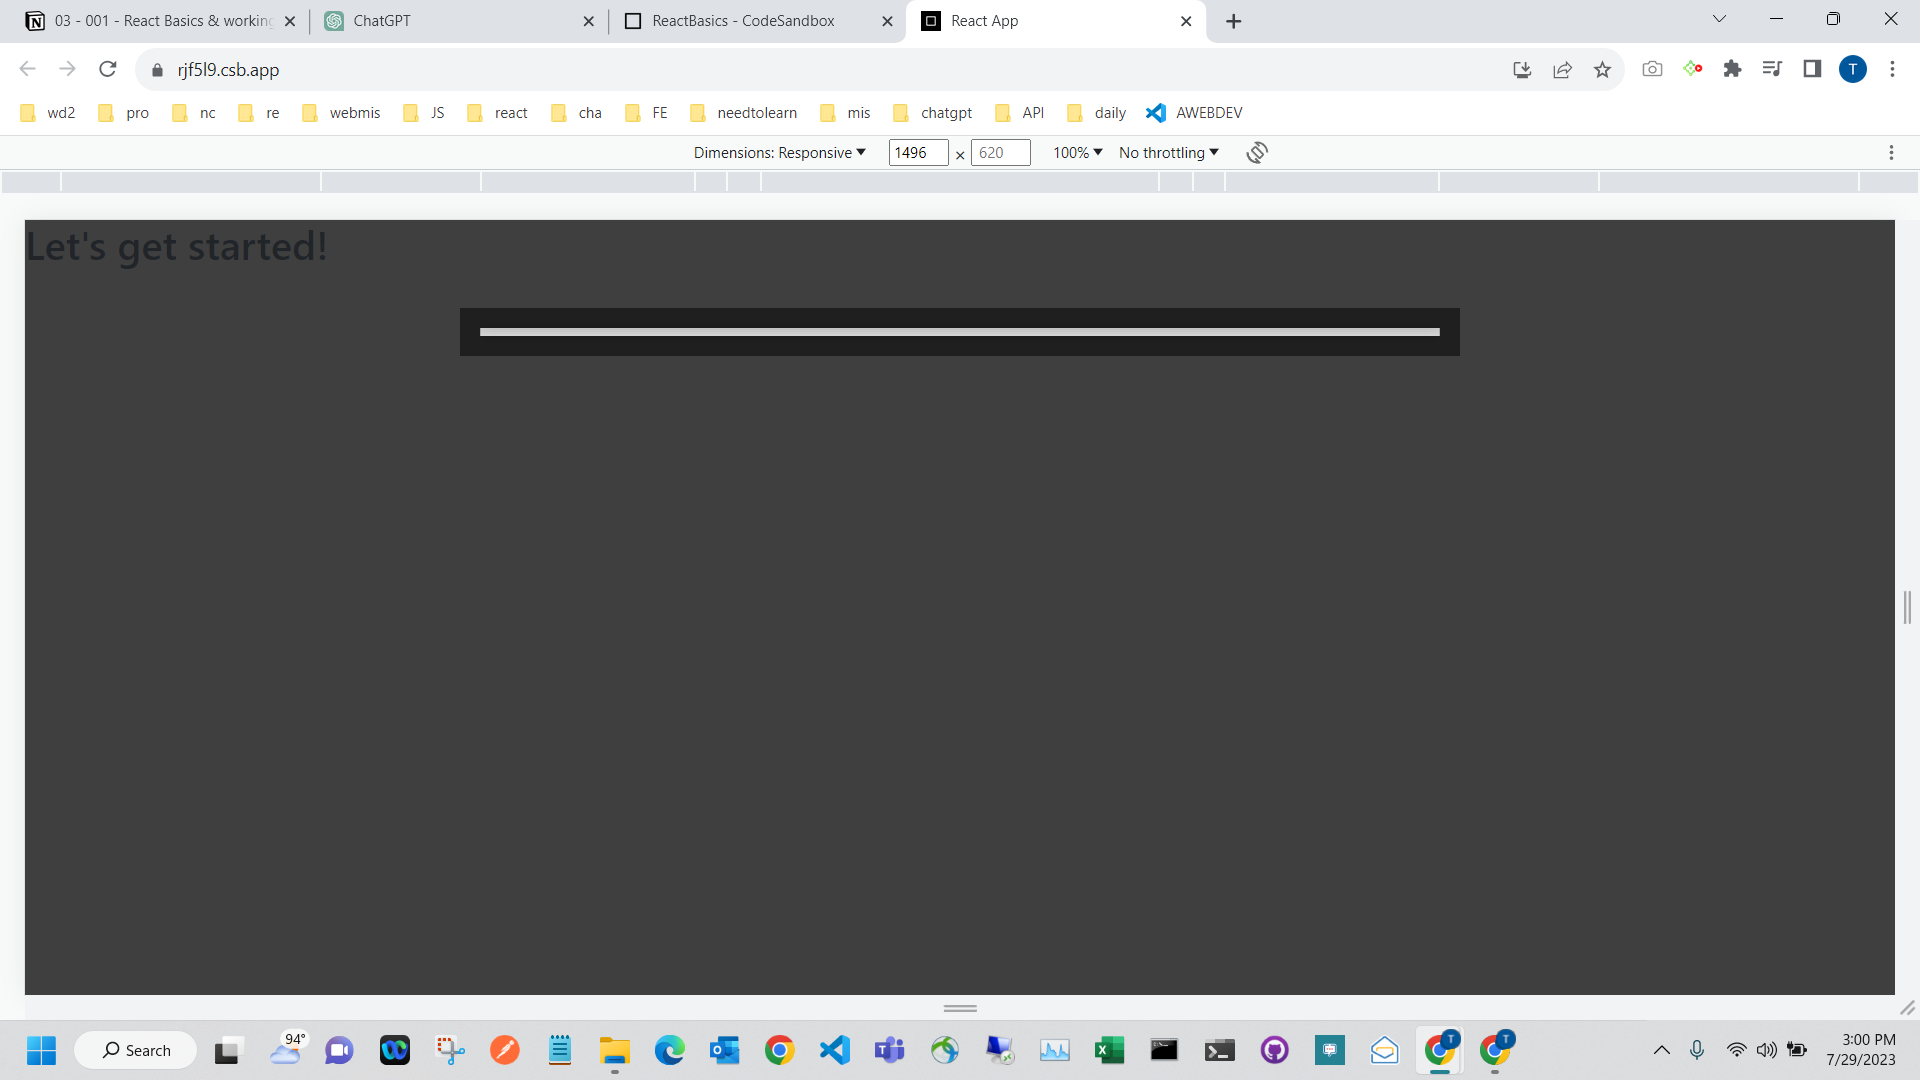 03 - 001 - React Basics & working
ChatGPT
ReactBasics - CodeSandbox
React App
rjf5l9.csb.app
T
wd2
pro
nc
re
webmis
JS
react
cha
FE
needtolearn
mis
chatgpt
API
daily
AWEBDEV
Dimensions: Responsive
1496 × 620
100%
No throttling
Let's get started!
Search
94°
T
T
3:00 PM
7/29/2023